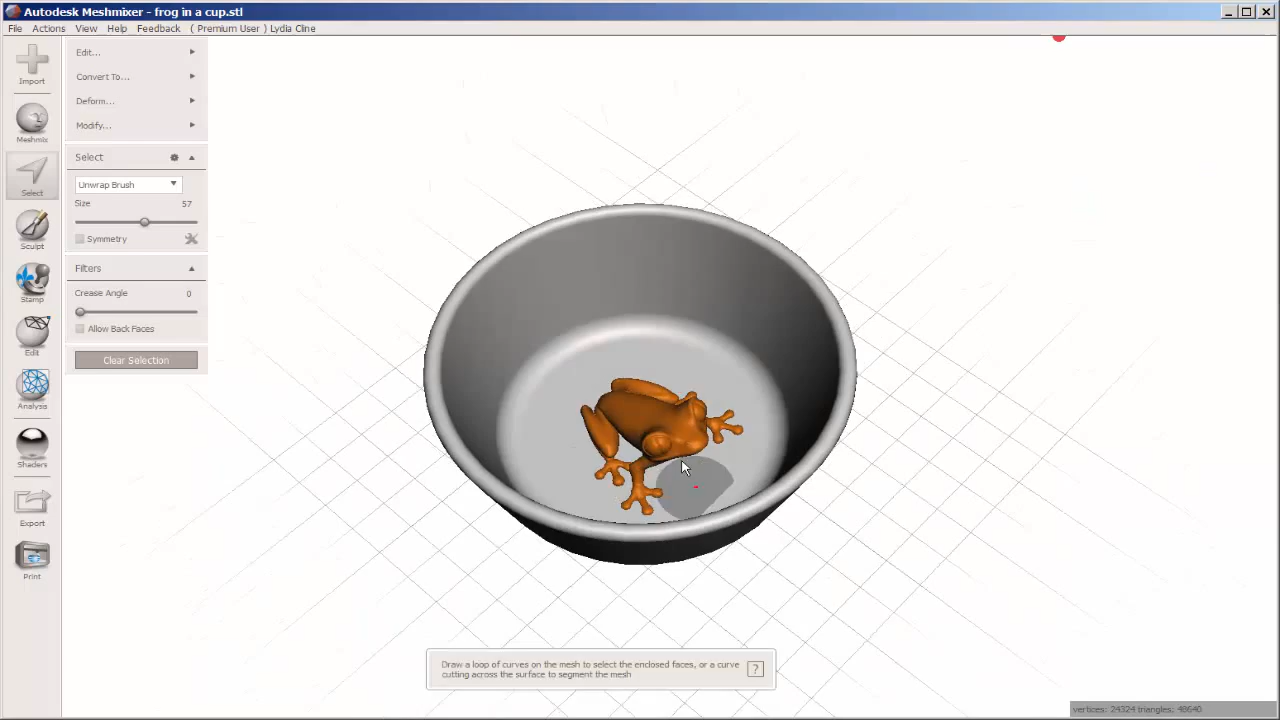 Autodesk Meshmixer - frog in a cup.stl
File Actions View Help Feedback ( Premium User ) Lydia Cline
Import
Meshmix
Select
Sculpt
Stamp
Edit
Analysis
Shaders
Export
Print
Edit...
Convert To...
Deform...
Modify...
Select
Unwrap Brush
Size 57
Symmetry
Filters
Crease Angle 0
Allow Back Faces
Clear Selection
Draw a loop of curves on the mesh to select the enclosed faces, or a curve
cutting across the surface to segment the mesh
?
vertices: 24324 triangles: 48640